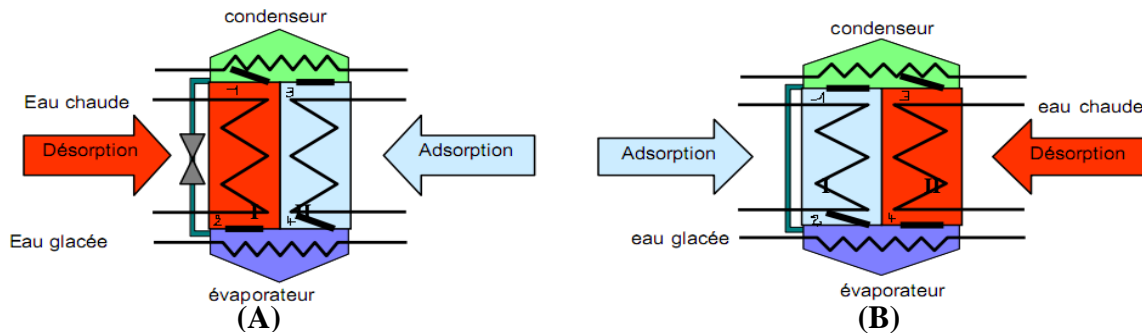 condenseur
1
3
Eau chaude
Désorption
Adsorption
2
I
4
II
Eau glacée
évaporateur
(A)
condenseur
1
3
eau chaude
Adsorption
Désorption
I
II
2
4
eau glacée
évaporateur
(B)